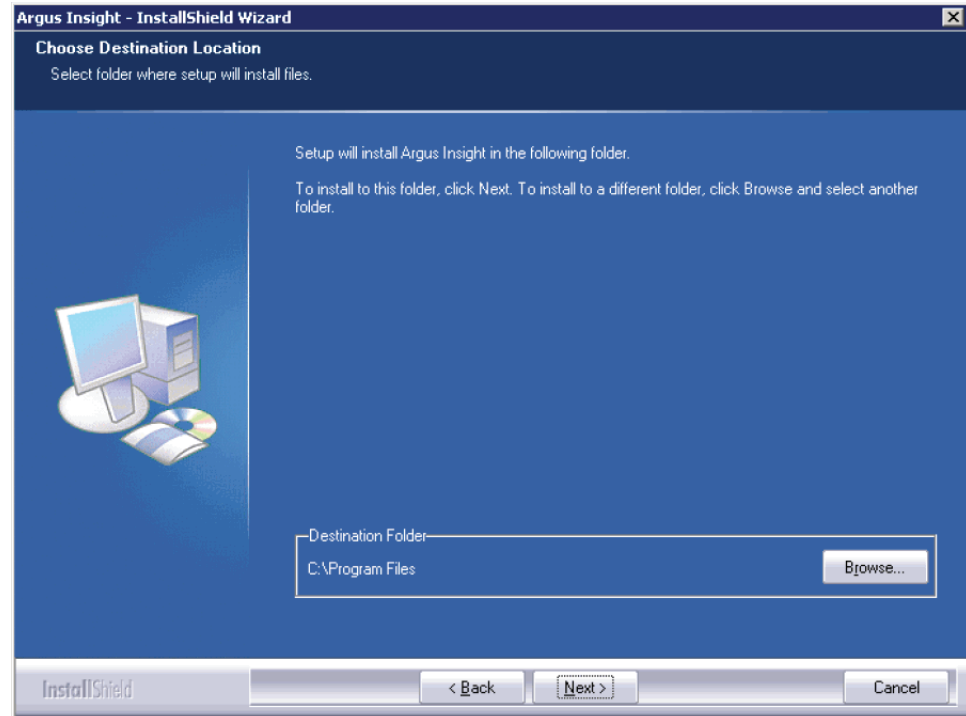 Argus Insight - InstallShield Wizard
Choose Destination Location
Select folder where setup will install files.
Setup will install Argus Insight in the following folder.
To install to this folder, click Next. To install to a different folder, click Browse and select another
folder.
Destination Folder
C:\Program Files
Browse...
InstallShield
< Back
Next >
Cancel